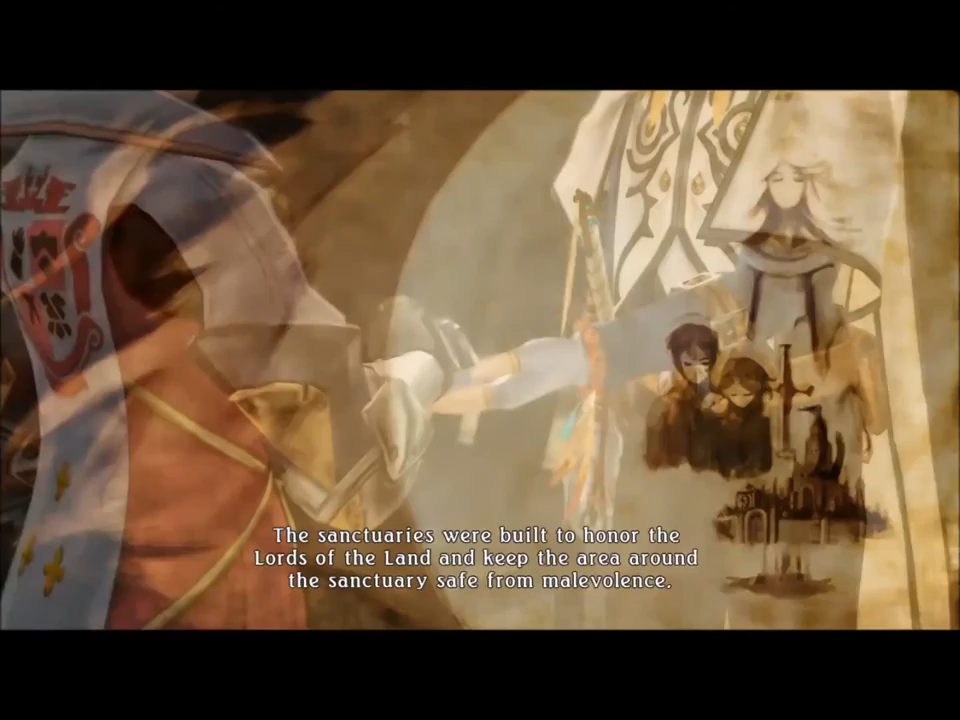 The sanctuaries were built to honor the
Lords of the Land and keep the area around
the sanctuary safe from malevolence.